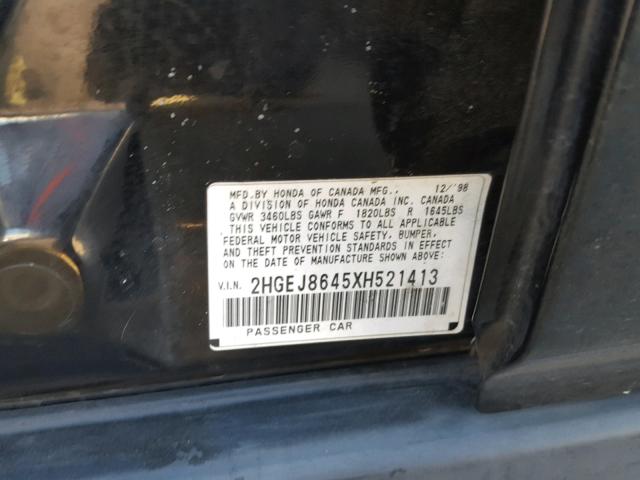 MFD.BY HONDA OF CANADA MFG., 12/'98
A DIVISION OF HONDA CANADA INC. CANADA
GVWR 3460LBS GAWR F 1820LBS R 1645LBS
THIS VEHICLE CONFORMS TO ALL APPLICABLE
FEDERAL MOTOR VEHICLE SAFETY, BUMPER,
AND THEFT PREVENTION STANDARDS IN EFFECT
ON THE DATE OF MANUFACTURE SHOWN ABOVE.
V.I.N. 2HGEJ8645XH521413
PASSENGER CAR